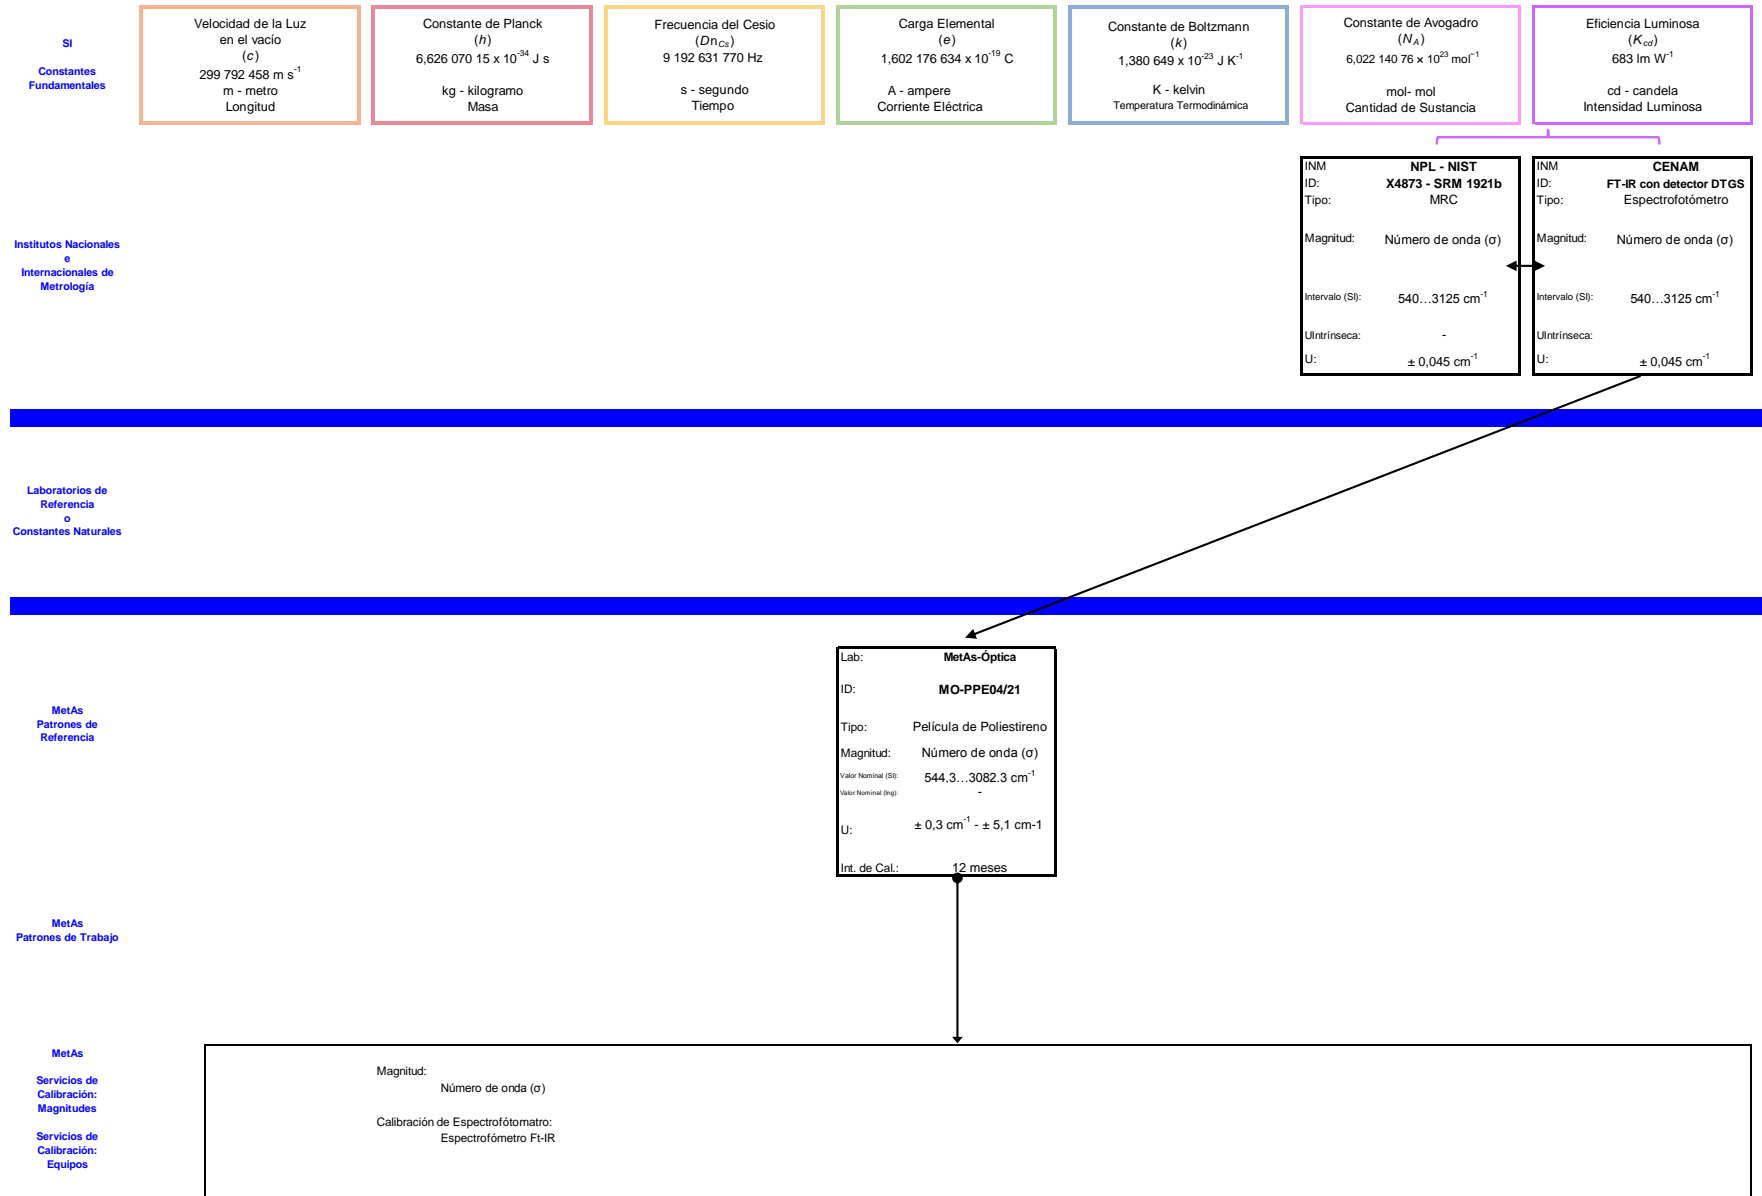 SI
Constantes
Fundamentales
Velocidad de la Luz
en el vacío
(c)
299 792 458 m s⁻¹
m - metro
Longitud
Constante de Planck
(h)
6,626 070 15 x 10⁻³⁴ J s
kg - kilogramo
Masa
Frecuencia del Cesio
(Dn_Cs)
9 192 631 770 Hz
s - segundo
Tiempo
Carga Elemental
(e)
1,602 176 634 x 10⁻¹⁹ C
A - ampere
Corriente Eléctrica
Constante de Boltzmann
(k)
1,380 649 x 10⁻²³ J K⁻¹
K - kelvin
Temperatura Termodinámica
Constante de Avogadro
(N_A)
6,022 140 76 × 10²³ mol⁻¹
mol- mol
Cantidad de Sustancia
Eficiencia Luminosa
(K_cd)
683 lm W⁻¹
cd - candela
Intensidad Luminosa
Institutos Nacionales
e
Internacionales de
Metrología
INM NPL - NIST
ID: X4873 - SRM 1921b
Tipo: MRC
Magnitud: Número de onda (σ)
Intervalo (SI): 540…3125 cm⁻¹
UIntrínseca: -
U: ± 0,045 cm⁻¹
INM CENAM
ID: FT-IR con detector DTGS
Tipo: Espectrofotómetro
Magnitud: Número de onda (σ)
Intervalo (SI): 540…3125 cm⁻¹
UIntrínseca:
U: ± 0,045 cm⁻¹
Laboratorios de
Referencia
o
Constantes Naturales
MetAs
Patrones de
Referencia
Lab: MetAs-Óptica
ID: MO-PPE04/21
Tipo: Película de Poliestireno
Magnitud: Número de onda (σ)
Valor Nominal (SI): 544,3…3082.3 cm⁻¹
Valor Nominal (Ing): -
U: ± 0,3 cm⁻¹ - ± 5,1 cm-1
Int. de Cal.: 12 meses
MetAs
Patrones de Trabajo
MetAs
Servicios de
Calibración:
Magnitudes
Servicios de
Calibración:
Equipos
Magnitud:
Número de onda (σ)
Calibración de Espectrofótomatro:
Espectrofómetro Ft-IR